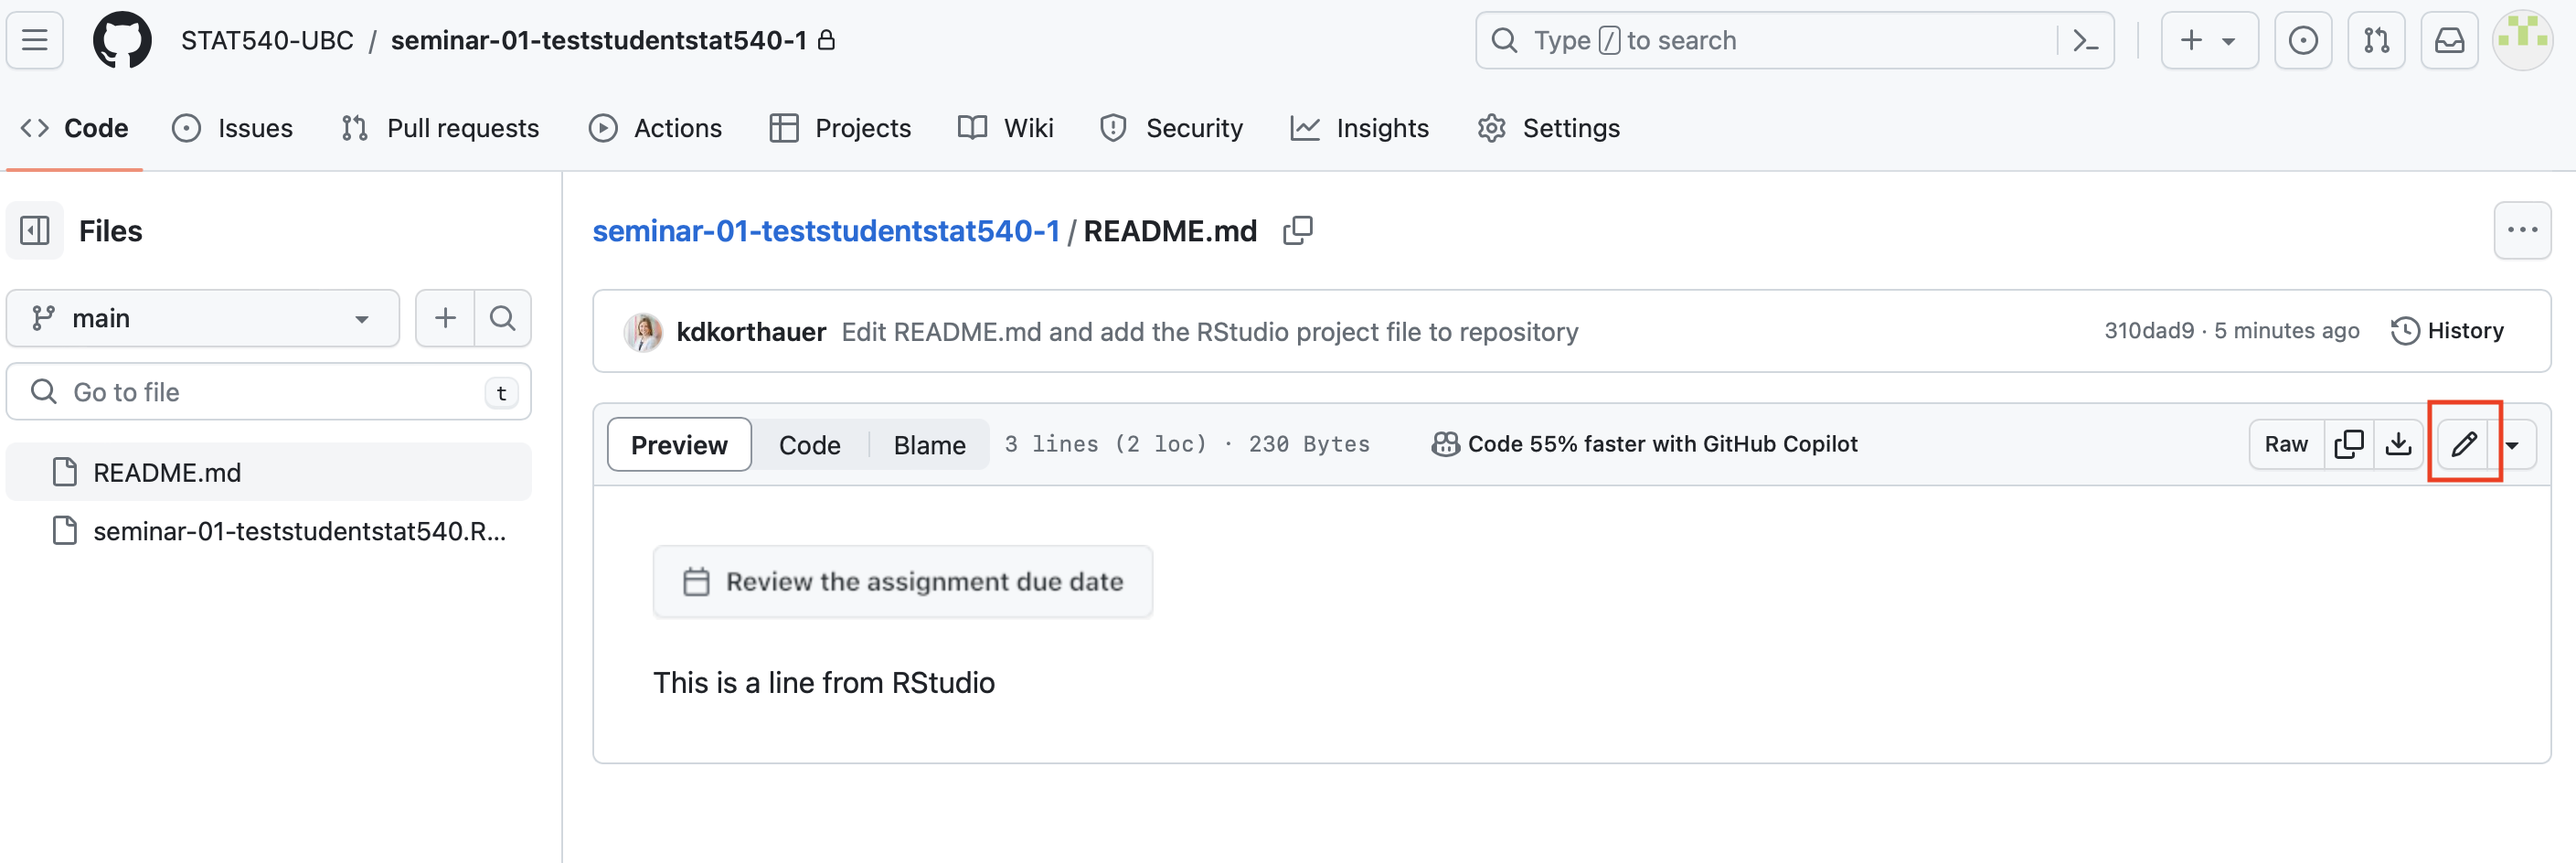 STAT540-UBC / seminar-01-teststudentstat540-1
Type / to search
Code Issues Pull requests Actions Projects Wiki Security Insights Settings
Files
seminar-01-teststudentstat540-1 / README.md
main
kdkorthauer Edit README.md and add the RStudio project file to repository 310dad9 · 5 minutes ago History
Go to file t
Preview Code Blame 3 lines (2 loc) · 230 Bytes Code 55% faster with GitHub Copilot Raw
README.md
seminar-01-teststudentstat540.R...
Review the assignment due date
This is a line from RStudio